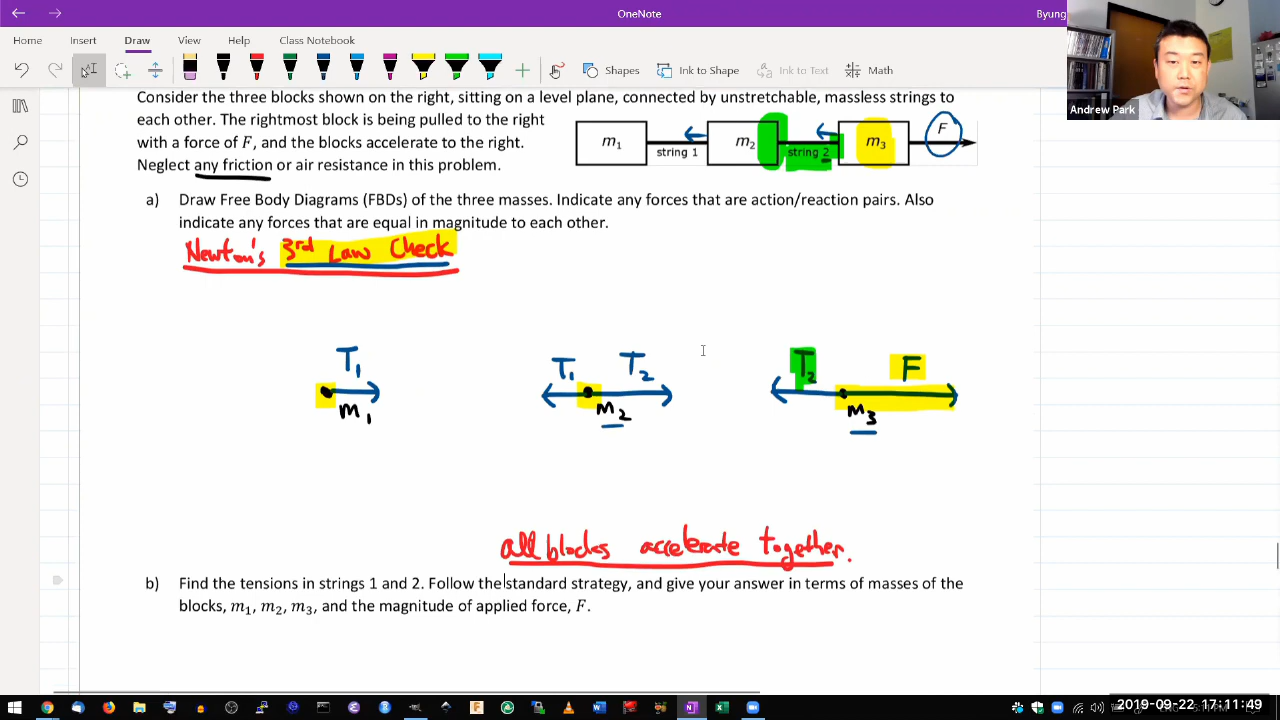 OneNote
Byung
Home Insert Draw View Help Class Notebook
Shapes Ink to Shape Ink to Text Math
Andrew Park
Consider the three blocks shown on the right, sitting on a level plane, connected by unstretchable, massless strings to
each other. The rightmost block is being pulled to the right
with a force of F, and the blocks accelerate to the right.
Neglect any friction or air resistance in this problem.
m₁ string 1 m₂ string 2 m₃ F
a) Draw Free Body Diagrams (FBDs) of the three masses. Indicate any forces that are action/reaction pairs. Also
indicate any forces that are equal in magnitude to each other.
Newton's 3rd Law Check
T₁ T₁ T₂ T₂ F
m₁ m₂ m₃
all blocks accelerate together.
b) Find the tensions in strings 1 and 2. Follow the standard strategy, and give your answer in terms of masses of the
blocks, m₁, m₂, m₃, and the magnitude of applied force, F.
2019-09-22 17:11:49